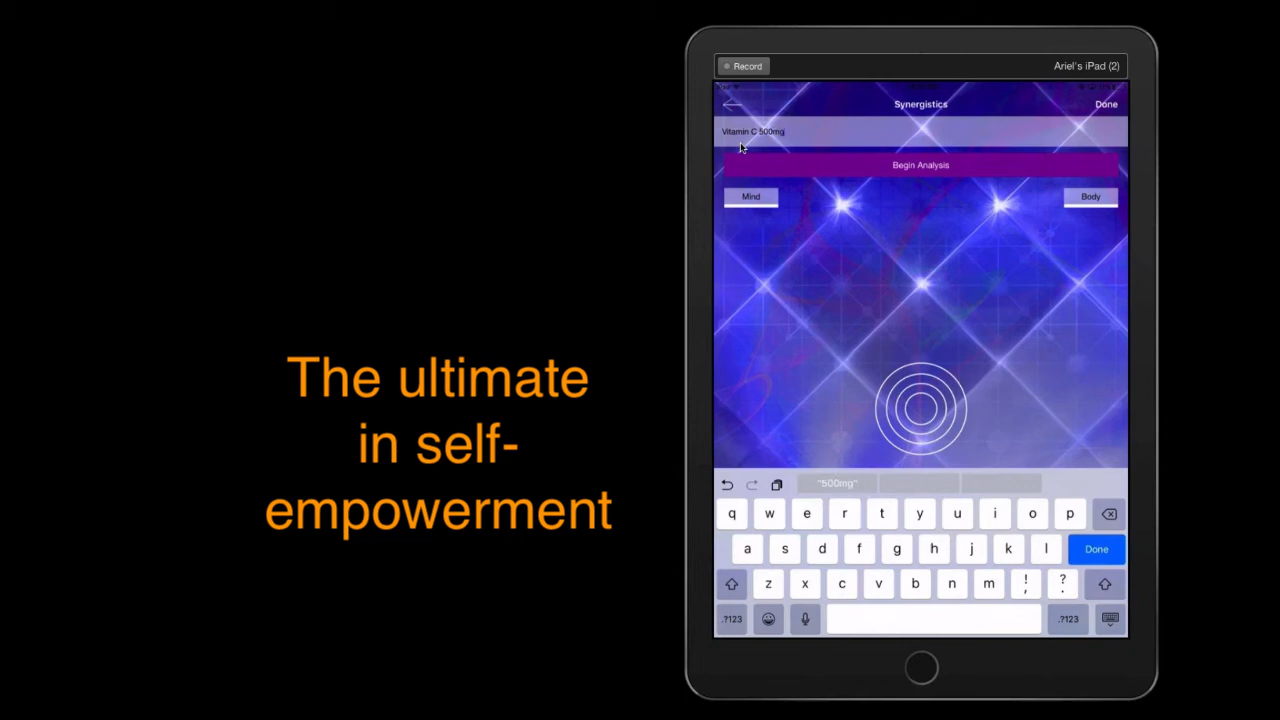 The ultimate
in self-
empowerment
Record
Ariel's iPad (2)
Synergistics
Done
Vitamin C 500mg
Begin Analysis
Mind
Body
"500mg"
q w e r t y u i o p
a s d f g h j k l Done
z x c v b n m ! , ? .
.?123 .?123